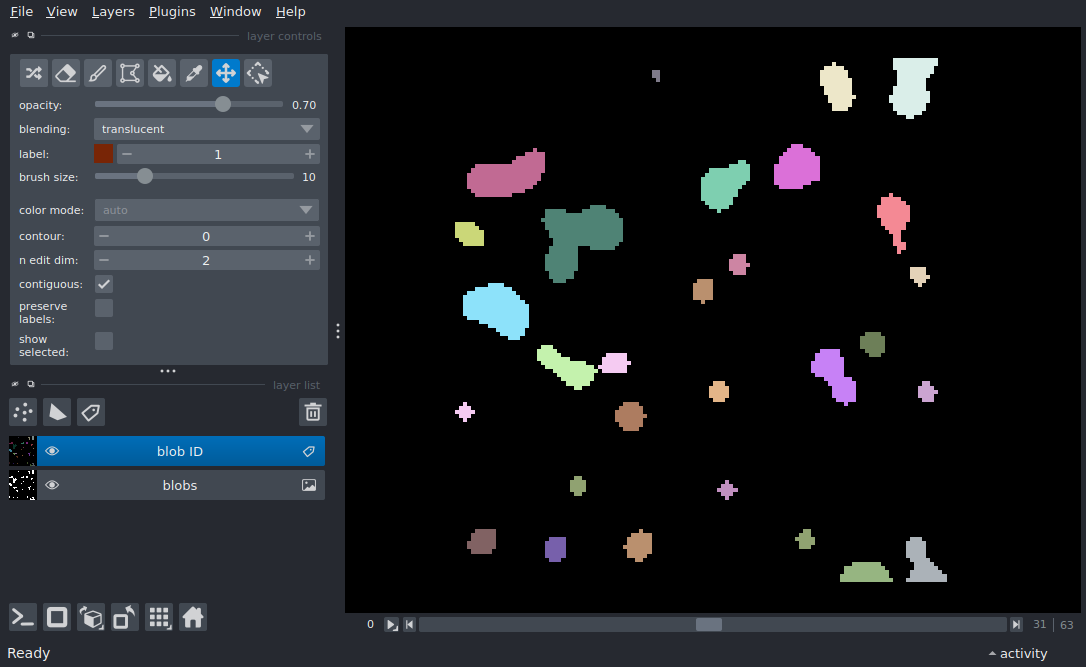 File View Layers Plugins Window Help
layer controls
opacity: 0.70
blending: translucent
label: 1
brush size: 10
color mode: auto
contour: 0
n edit dim: 2
contiguous:
preserve
labels:
show
selected:
layer list
blob ID
blobs
0 31 63
Ready activity